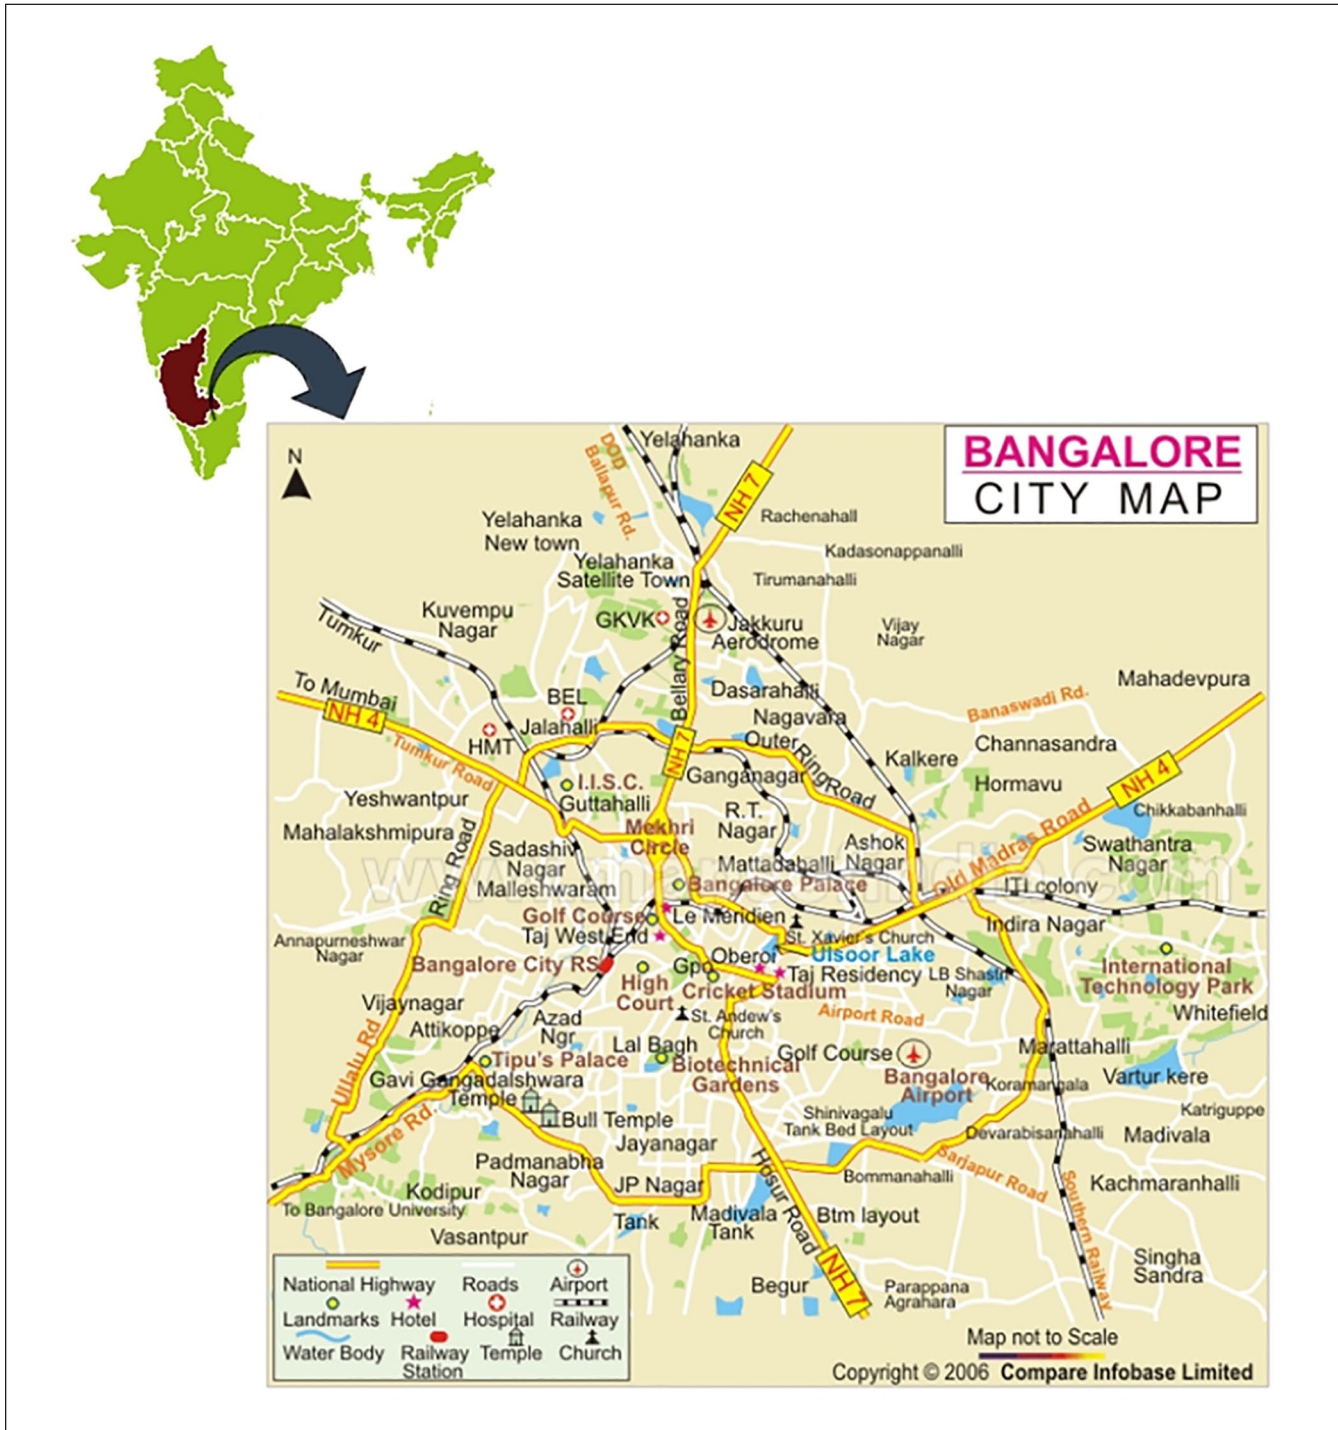 BANGALORE
CITY MAP
N
Yelahanka
DOD
Ballapur Rd.
NH 7
Rachenahall
Yelahanka
New town
Kadasonappanalli
Yelahanka
Satellite Town
Tirumanahalli
Tumkur
Kuvempu
Nagar
GKVK
Bellary Road
Jakkuru
Aerodrome
Vijay
Nagar
To Mumbai
NH 4
BEL
Dasarahalli
Mahadevpura
Banaswadi Rd.
HMT
Jalahalli
Nagavara
Tumkur Road
NH 7
Outer Ring Road
Kalkere
Channasandra
I.I.S.C.
Ganganagar
Hormavu
NH 4
Yeshwantpur
Guttahalli
R.T.
Nagar
Chikkabanhalli
Mahalakshmipura
Ring Road
Mekhri
Circle
Ashok
Nagar
Old Madras Road
Swathantra
Nagar
Sadashiv
Nagar
Mattadahalli
Malleshwaram
Bangalore Palace
ITI colony
Golf Course
Le Meridien
Indira Nagar
Taj West End
St. Xavier's Church
Annapurneshwar
Nagar
Ulsoor Lake
Bangalore City RS
Gpo
Oberoi
Taj Residency
LB Shastri
Nagar
International
Technology Park
High
Court
Cricket Stadium
Vijaynagar
St. Andew's
Church
Airport Road
Whitefield
Attikoppe
Azad
Ngr
Ullalu Rd
Lal Bagh
Golf Course
Marattahalli
Tipu's Palace
Biotechnical
Gardens
Bangalore
Airport
Gavi Gangadalshwara
Temple
Koramangala
Vartur kere
Mysore Rd.
Bull Temple
Shinivagalu
Tank Bed Layout
Katriguppe
Jayanagar
Devarabisanahalli
Madivala
Padmanabha
Nagar
Hosur Road
Bommanahalli
Sarjapur Road
Southern Railway
Kachmaranhalli
Kodipur
JP Nagar
To Bangalore University
Tank
Madivala
Tank
Btm layout
Vasantpur
NH 7
Singha
Sandra
Begur
Parappana
Agrahara
National Highway
Roads
Airport
Landmarks
Hotel
Hospital
Railway
Water Body
Railway
Station
Temple
Church
Map not to Scale
Copyright © 2006 Compare Infobase Limited